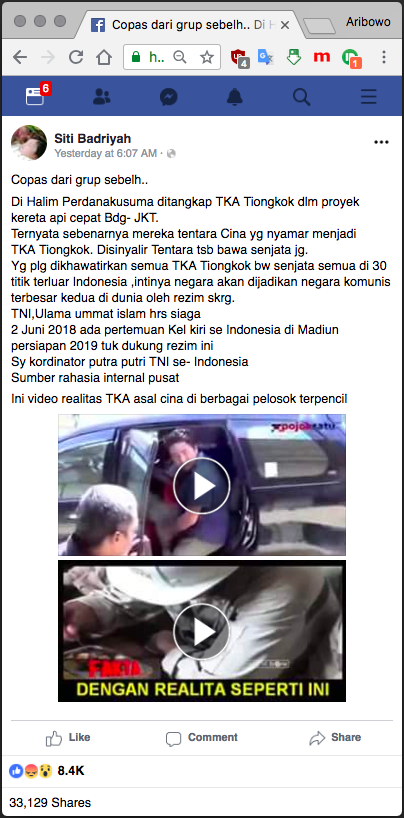 Copas dari grup sebelh.. Di H
Aribowo
h..
4
1
6
Siti Badriyah
Yesterday at 6:07 AM ·
Copas dari grup sebelh..
Di Halim Perdanakusuma ditangkap TKA Tiongkok dlm proyek
kereta api cepat Bdg- JKT.
Ternyata sebenarnya mereka tentara Cina yg nyamar menjadi
TKA Tiongkok. Disinyalir Tentara tsb bawa senjata jg.
Yg plg dikhawatirkan semua TKA Tiongkok bw senjata semua di 30
titik terluar Indonesia ,intinya negara akan dijadikan negara komunis
terbesar kedua di dunia oleh rezim skrg.
TNI,Ulama ummat islam hrs siaga
2 Juni 2018 ada pertemuan Kel kiri se Indonesia di Madiun
persiapan 2019 tuk dukung rezim ini
Sy kordinator putra putri TNI se- Indonesia
Sumber rahasia internal pusat
Ini video realitas TKA asal cina di berbagai pelosok terpencil
pojoksatu
FAKTA
DENGAN REALITA SEPERTI INI
Like
Comment
Share
8.4K
33,129 Shares